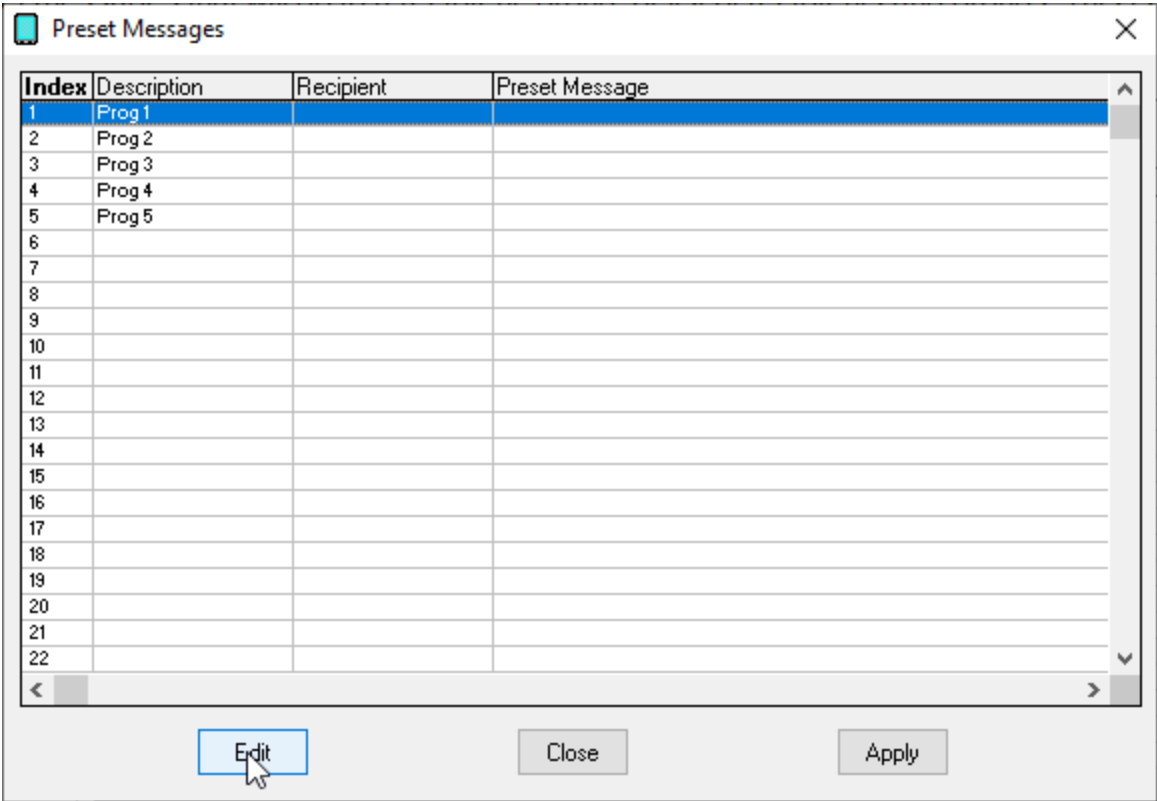 Preset Messages
Index Description Recipient Preset Message
1 Prog 1
2 Prog 2
3 Prog 3
4 Prog 4
5 Prog 5
6
7
8
9
10
11
12
13
14
15
16
17
18
19
20
21
22
Edit Close Apply